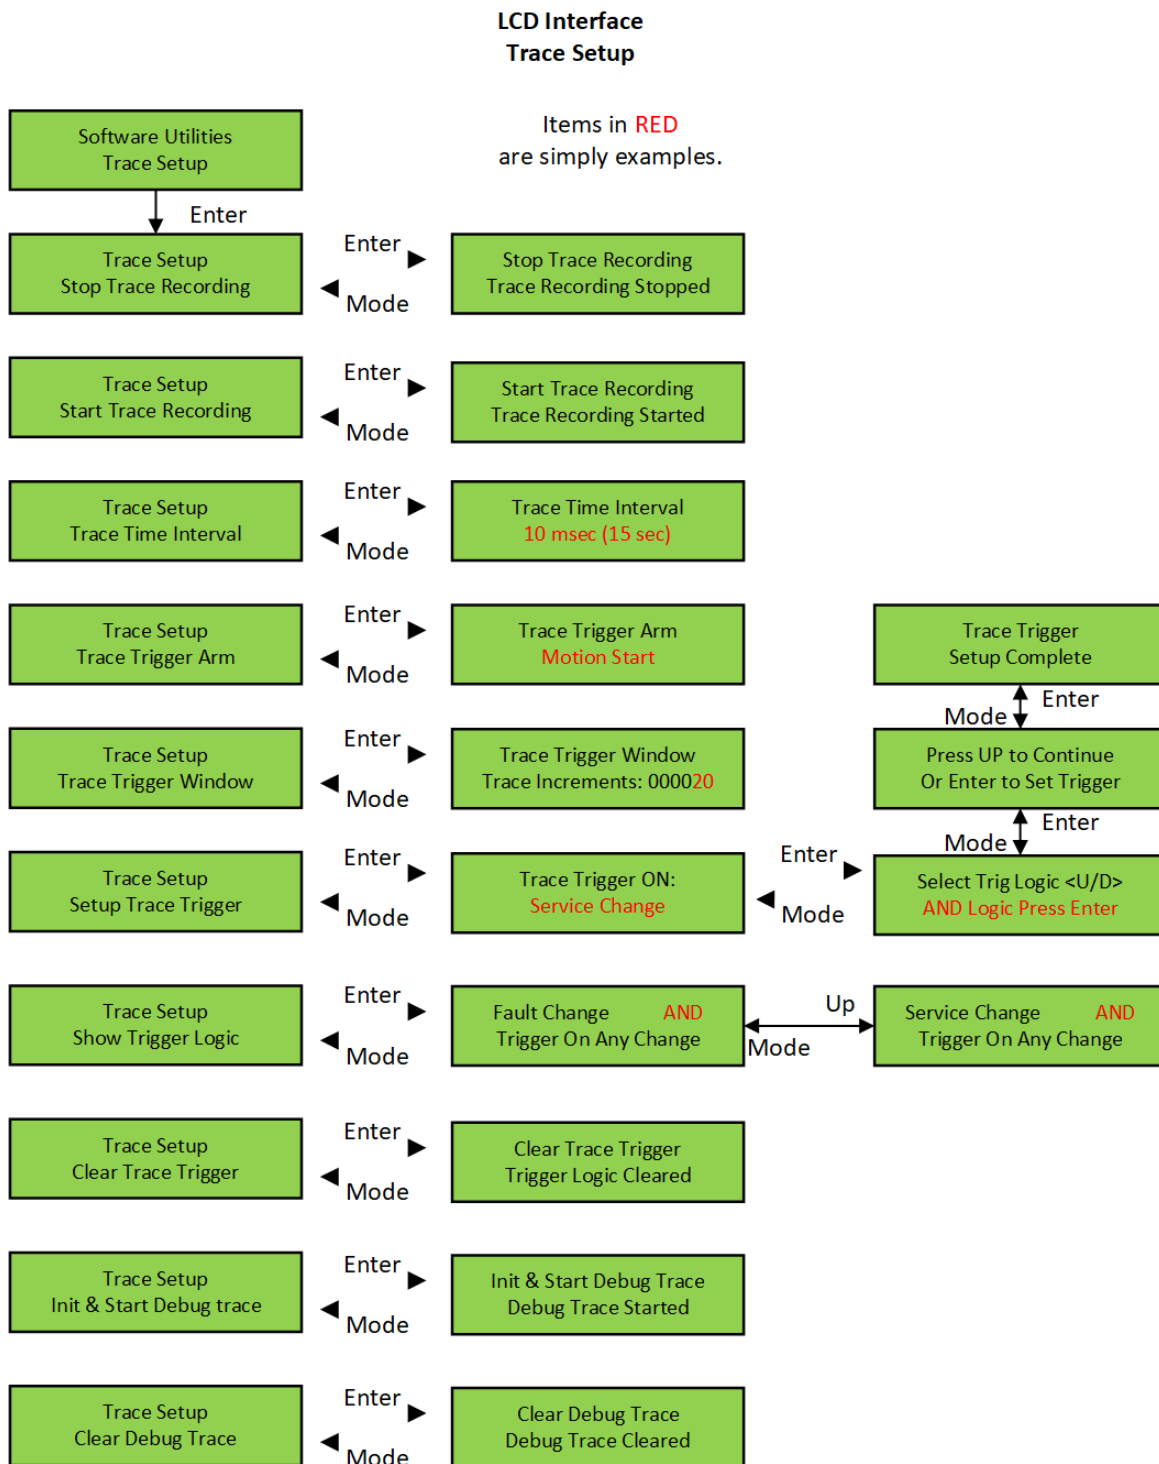 LCD Interface
Trace Setup
Items in RED
are simply examples.
Software Utilities
Trace Setup
Enter
Trace Setup
Stop Trace Recording
Enter
Mode
Stop Trace Recording
Trace Recording Stopped
Trace Setup
Start Trace Recording
Enter
Mode
Start Trace Recording
Trace Recording Started
Trace Setup
Trace Time Interval
Enter
Mode
Trace Time Interval
10 msec (15 sec)
Trace Setup
Trace Trigger Arm
Enter
Mode
Trace Trigger Arm
Motion Start
Trace Trigger
Setup Complete
Mode
Enter
Trace Setup
Trace Trigger Window
Enter
Mode
Trace Trigger Window
Trace Increments: 000020
Press UP to Continue
Or Enter to Set Trigger
Mode
Enter
Trace Setup
Setup Trace Trigger
Enter
Mode
Trace Trigger ON:
Service Change
Enter
Mode
Select Trig Logic <U/D>
AND Logic Press Enter
Trace Setup
Show Trigger Logic
Enter
Mode
Fault Change AND
Trigger On Any Change
Up
Mode
Service Change AND
Trigger On Any Change
Trace Setup
Clear Trace Trigger
Enter
Mode
Clear Trace Trigger
Trigger Logic Cleared
Trace Setup
Init & Start Debug trace
Enter
Mode
Init & Start Debug Trace
Debug Trace Started
Trace Setup
Clear Debug Trace
Enter
Mode
Clear Debug Trace
Debug Trace Cleared